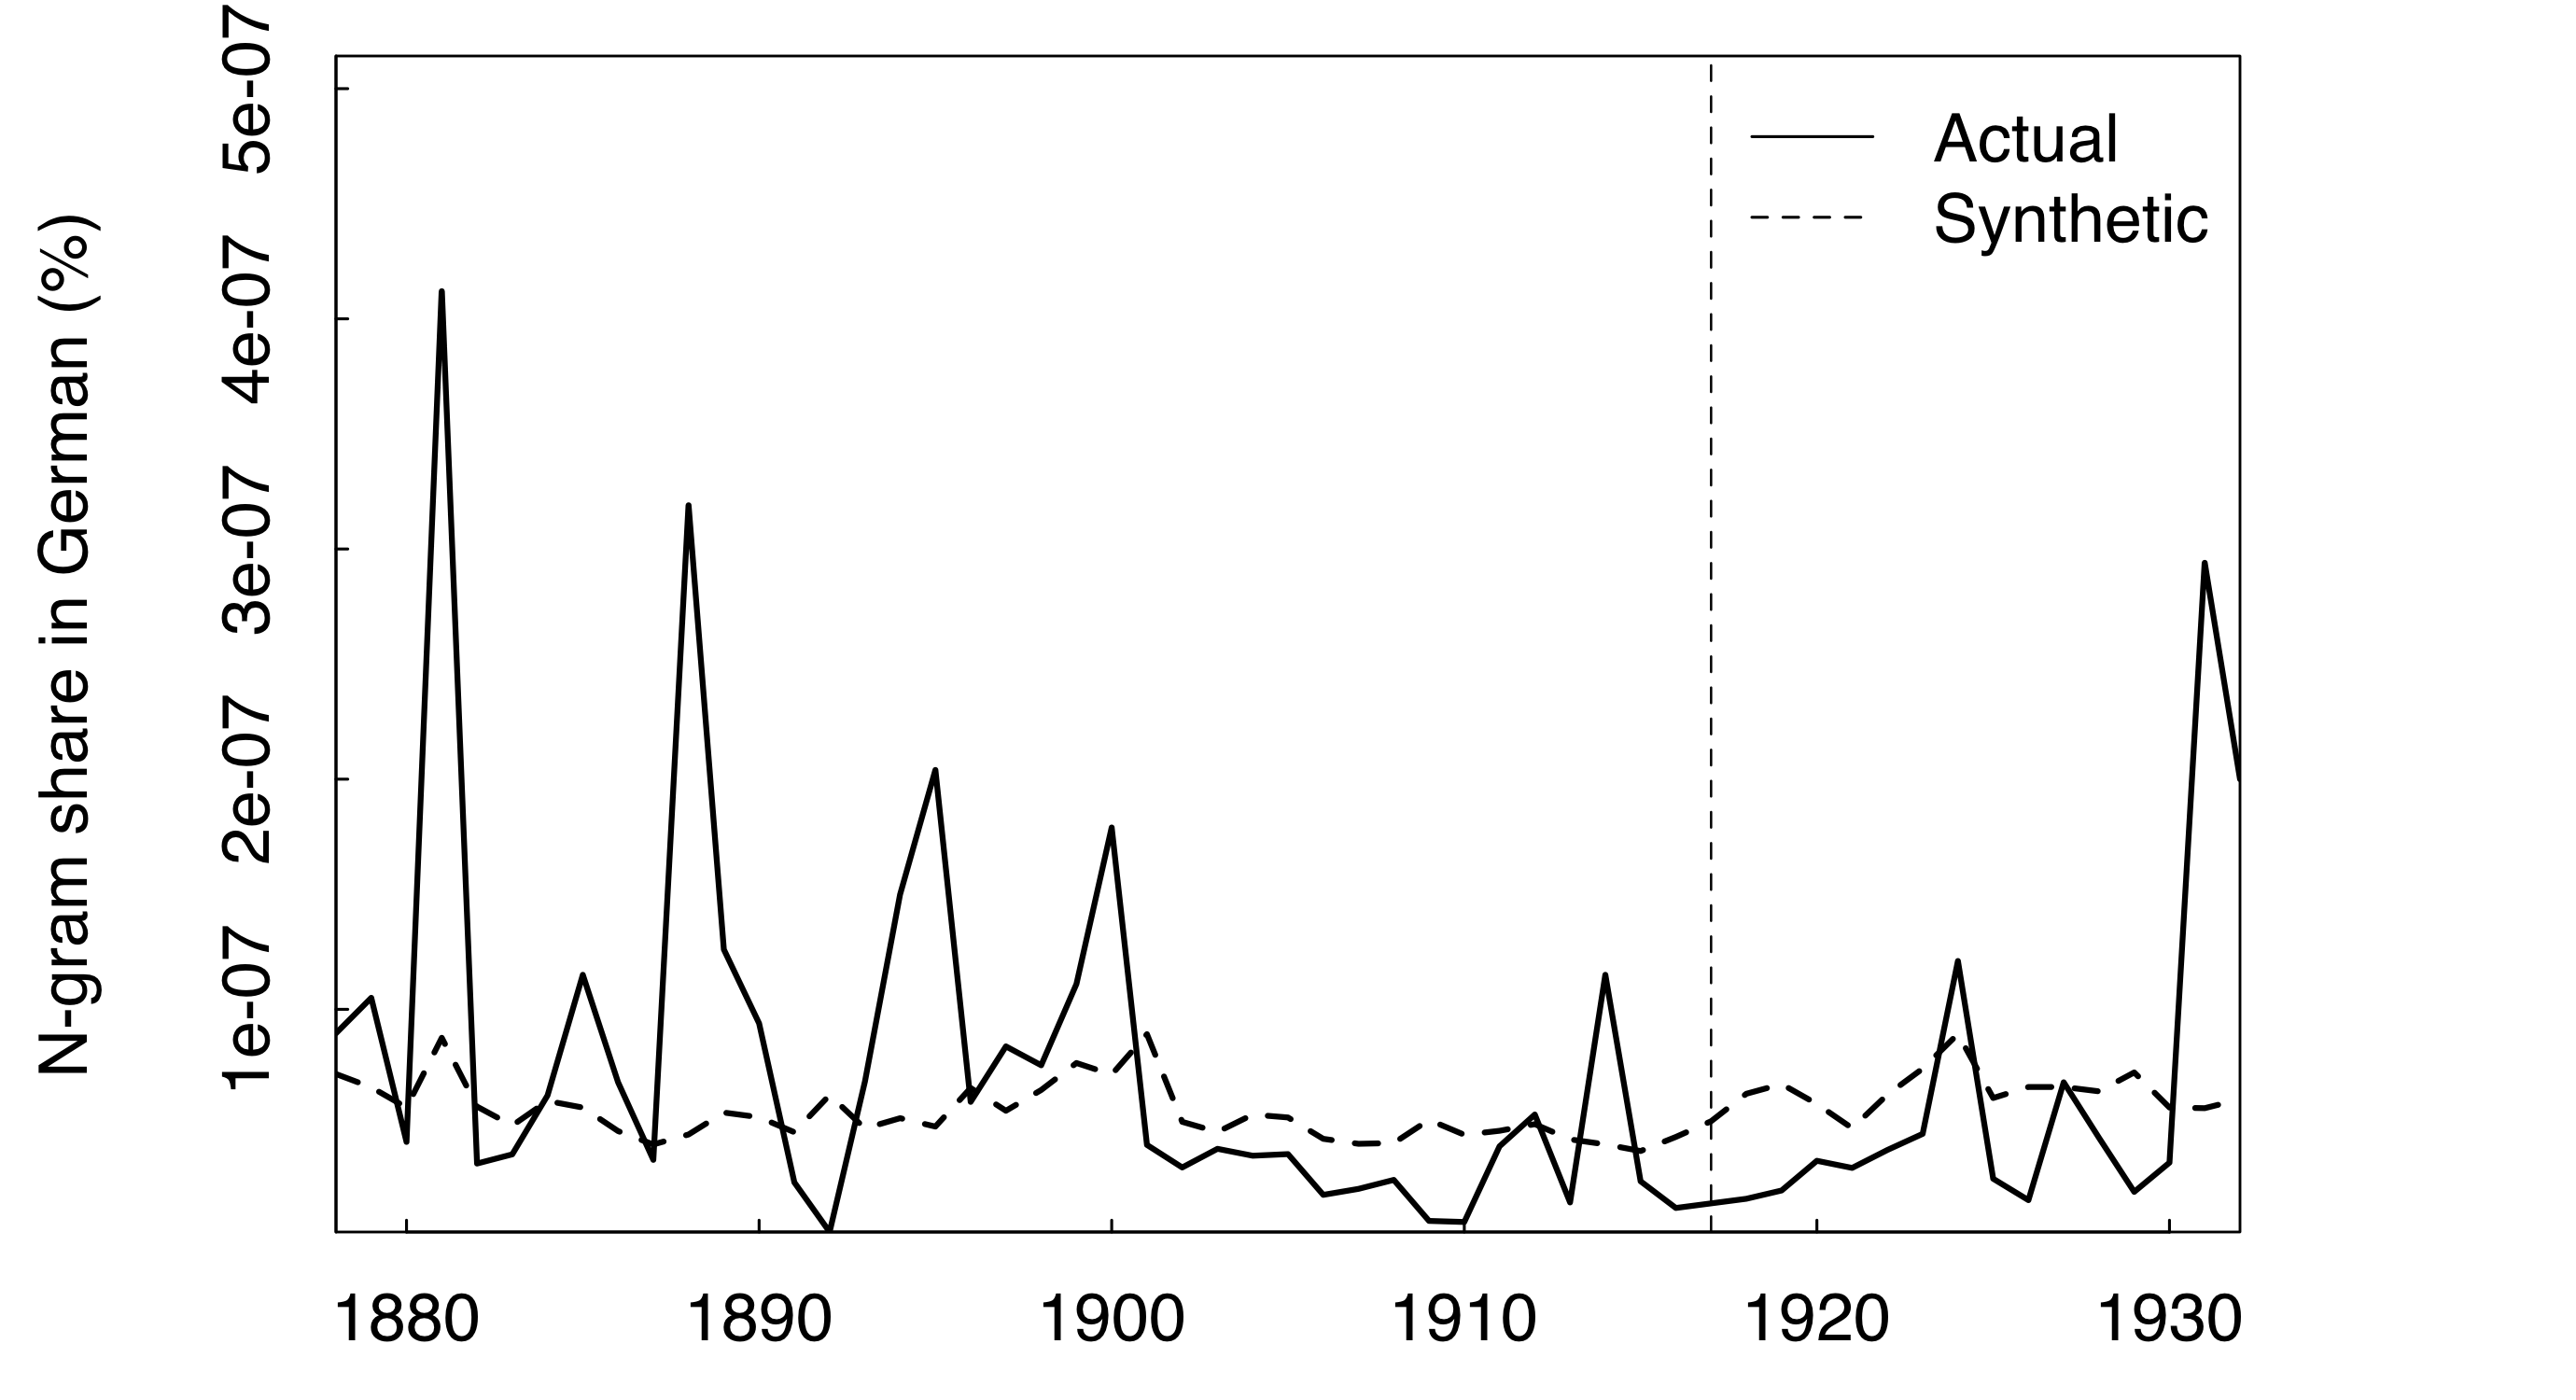 N-gram share in German (%)
5e-07
4e-07
3e-07
2e-07
1e-07
Actual
Synthetic
1880 1890 1900 1910 1920 1930